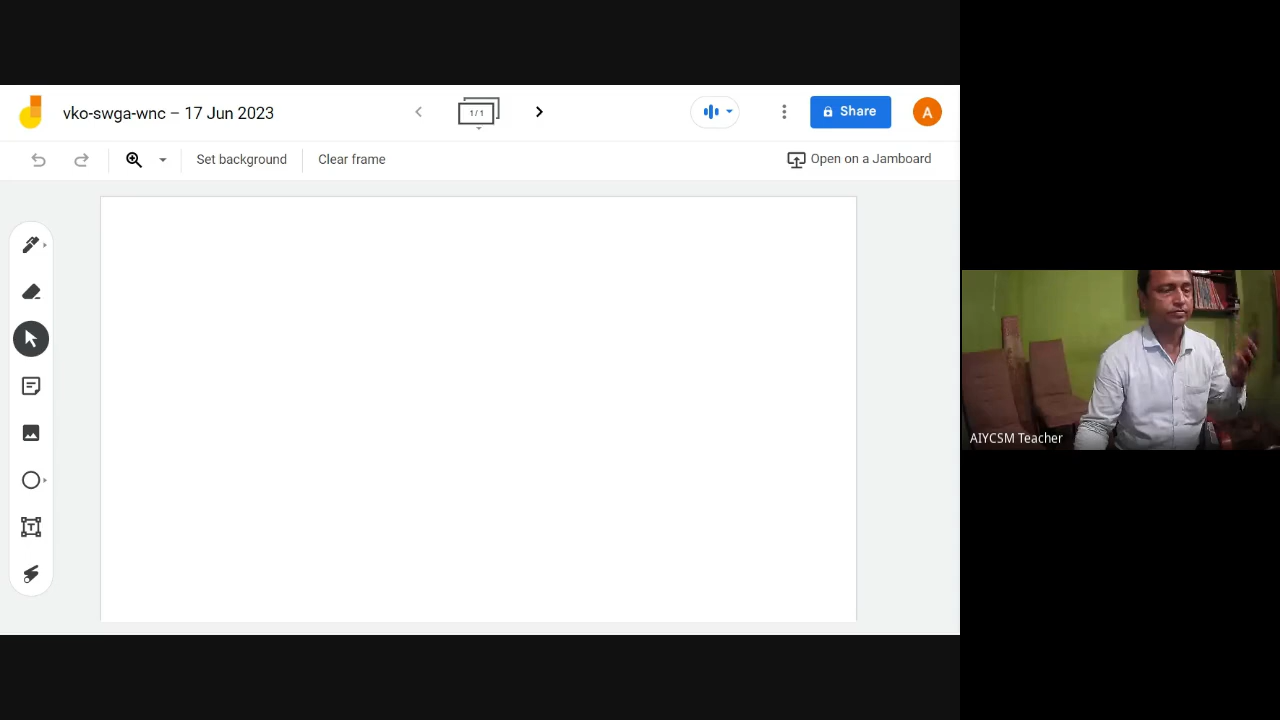 vko-swga-wnc – 17 Jun 2023
1 / 1
Share
A
Set background
Clear frame
Open on a Jamboard
T
AIYCSM Teacher